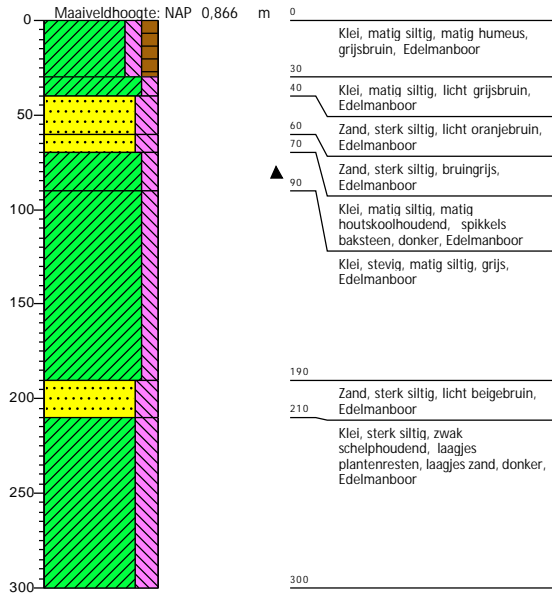 Maaiveldhoogte: NAP 0,866 m
0
50
100
150
200
250
300
0
Klei, matig siltig, matig humeus,
grijsbruin, Edelmanboor
30
Klei, matig siltig, licht grijsbruin,
Edelmanboor
40
Zand, sterk siltig, licht oranjebruin,
Edelmanboor
60
Zand, sterk siltig, bruingrijs,
Edelmanboor
70
Klei, matig siltig, matig
houtskoolhoudend, spikkels
baksteen, donker, Edelmanboor
90
Klei, stevig, matig siltig, grijs,
Edelmanboor
190
Zand, sterk siltig, licht beigebruin,
Edelmanboor
210
Klei, sterk siltig, zwak
schelphoudend, laagjes
plantenresten, laagjes zand, donker,
Edelmanboor
300